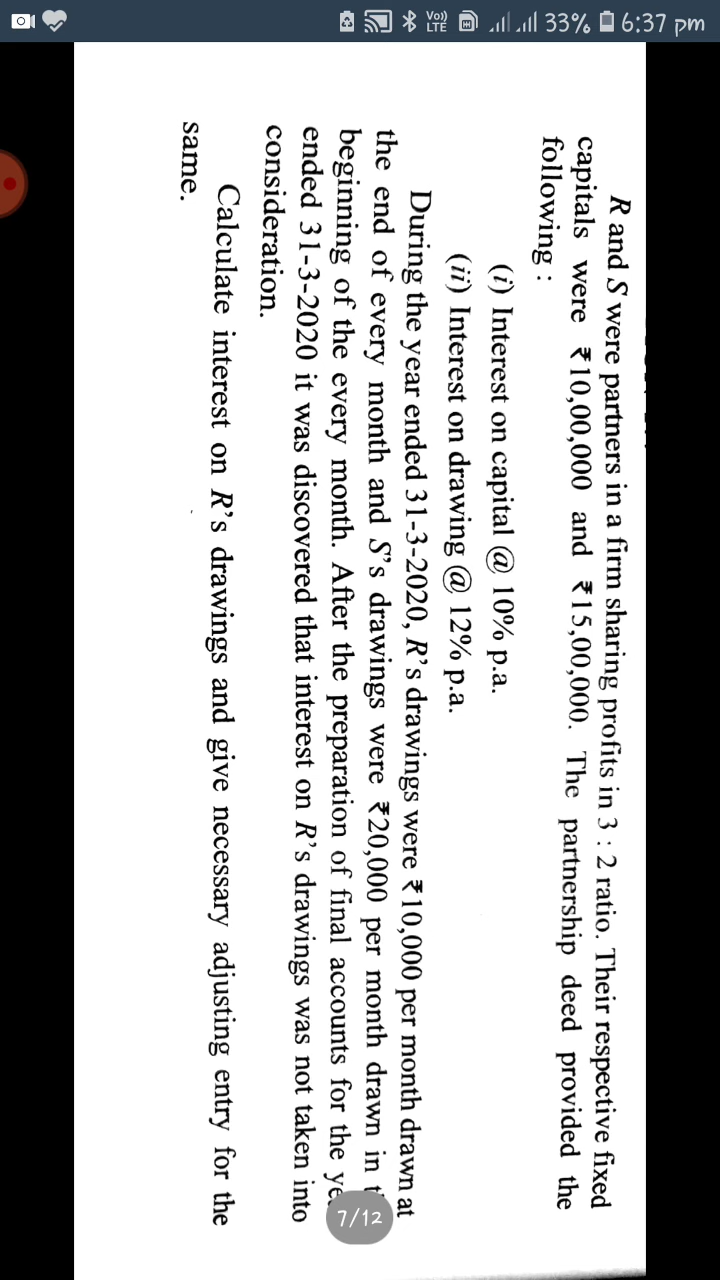 Vo)) LTE 33% 6:37 pm
R and S were partners in a firm sharing profits in 3 : 2 ratio. Their respective fixed
capitals were ₹10,00,000 and ₹15,00,000. The partnership deed provided the
following :
(i) Interest on capital @ 10% p.a.
(ii) Interest on drawing @ 12% p.a.
During the year ended 31-3-2020, R's drawings were ₹10,000 per month drawn at
the end of every month and S's drawings were ₹20,000 per month drawn in
beginning of the every month. After the preparation of final accounts for the
ended 31-3-2020 it was discovered that interest on R's drawings was not taken into
consideration.
Calculate interest on R's drawings and give necessary adjusting entry for the
same.
7/12